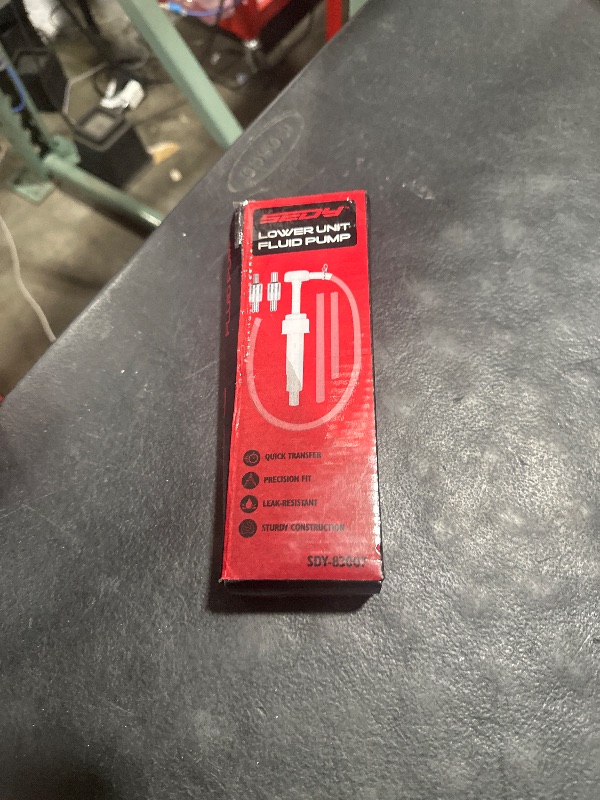 SEDY
LOWER UNIT
FLUID PUMP
QUICK TRANSFER
PRECISION FIT
LEAK-RESISTANT
STURDY CONSTRUCTION